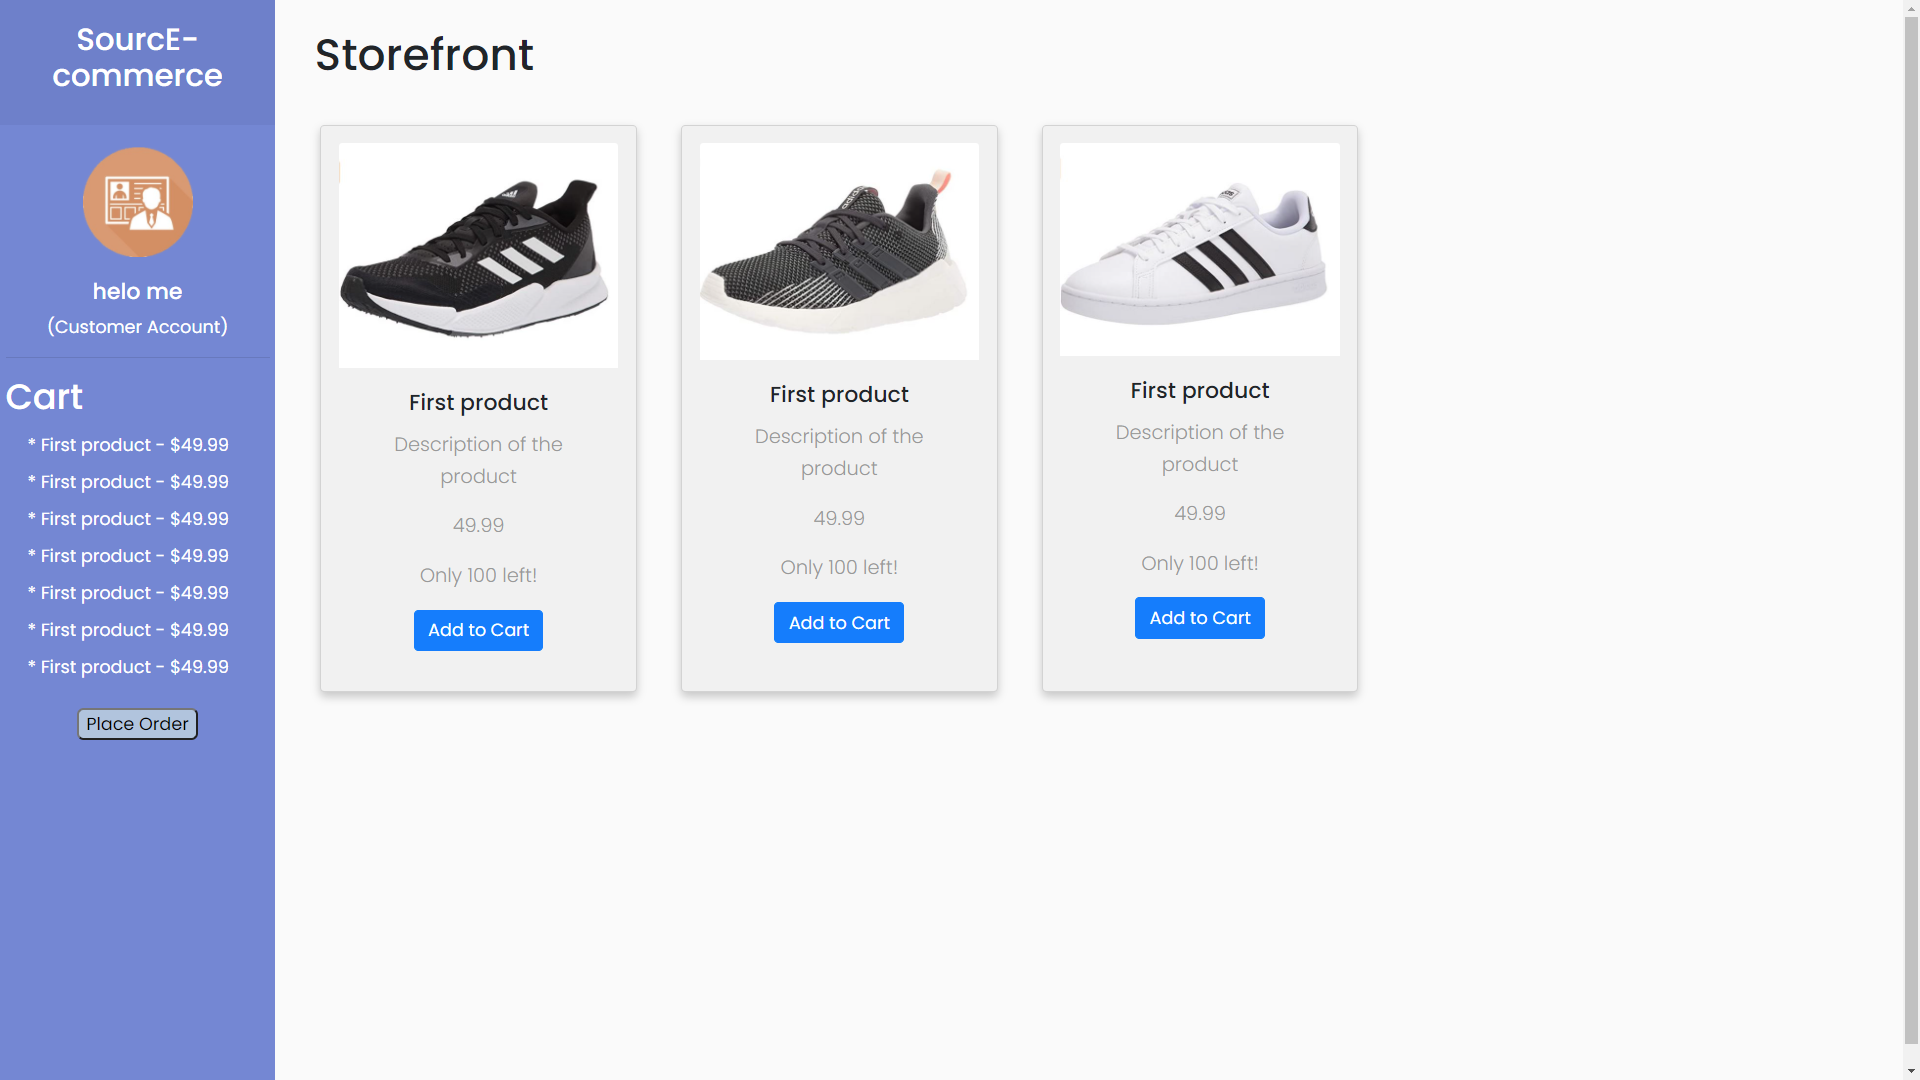 SourcE-
commerce
helo me
(Customer Account)
Cart
* First product - $49.99
* First product - $49.99
* First product - $49.99
* First product - $49.99
* First product - $49.99
* First product - $49.99
* First product - $49.99
Place Order
Storefront
First product
Description of the
product
49.99
Only 100 left!
Add to Cart
First product
Description of the
product
49.99
Only 100 left!
Add to Cart
First product
Description of the
product
49.99
Only 100 left!
Add to Cart